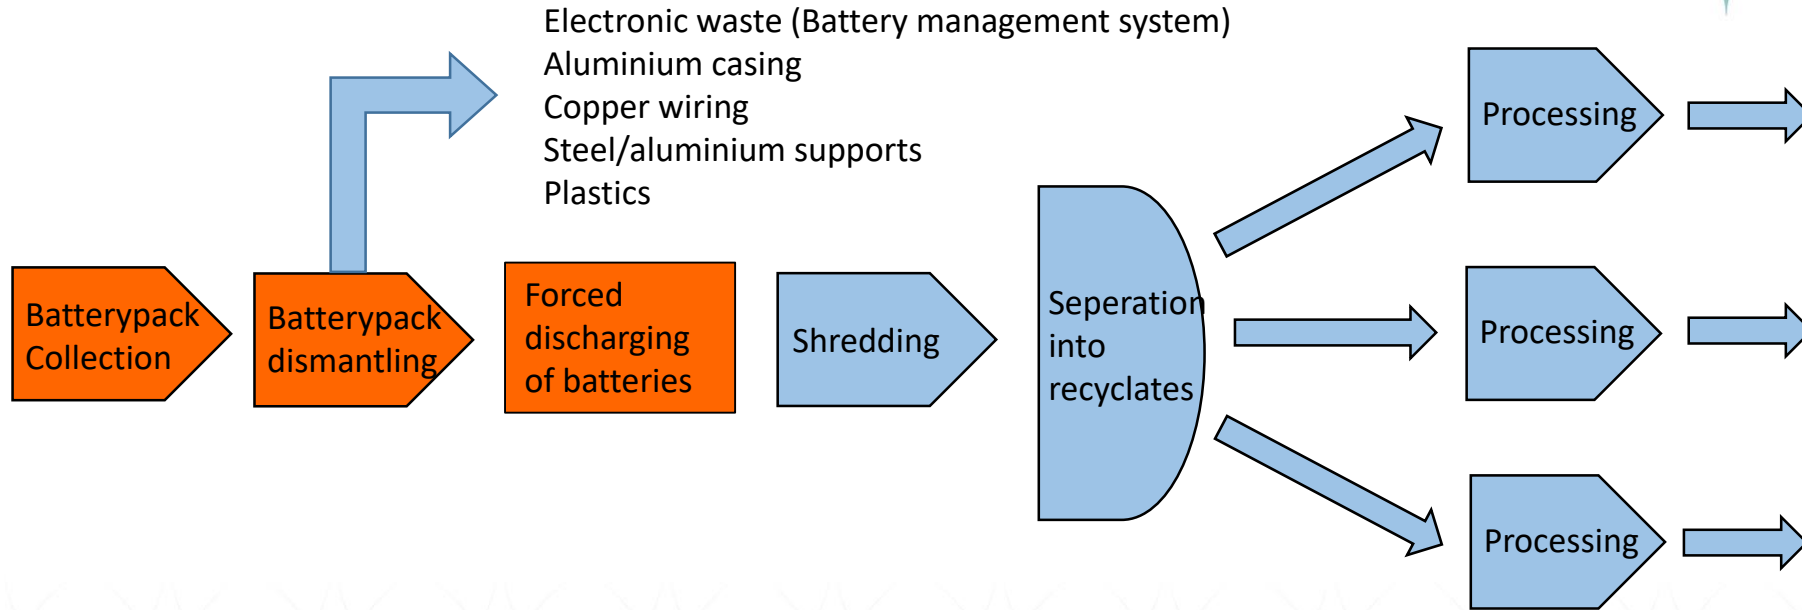 Electronic waste (Battery management system)
Aluminium casing
Copper wiring
Steel/aluminium supports
Plastics
Batterypack
Collection
Batterypack
dismantling
Forced
discharging
of batteries
Shredding
Seperation
into
recyclates
Processing
Processing
Processing